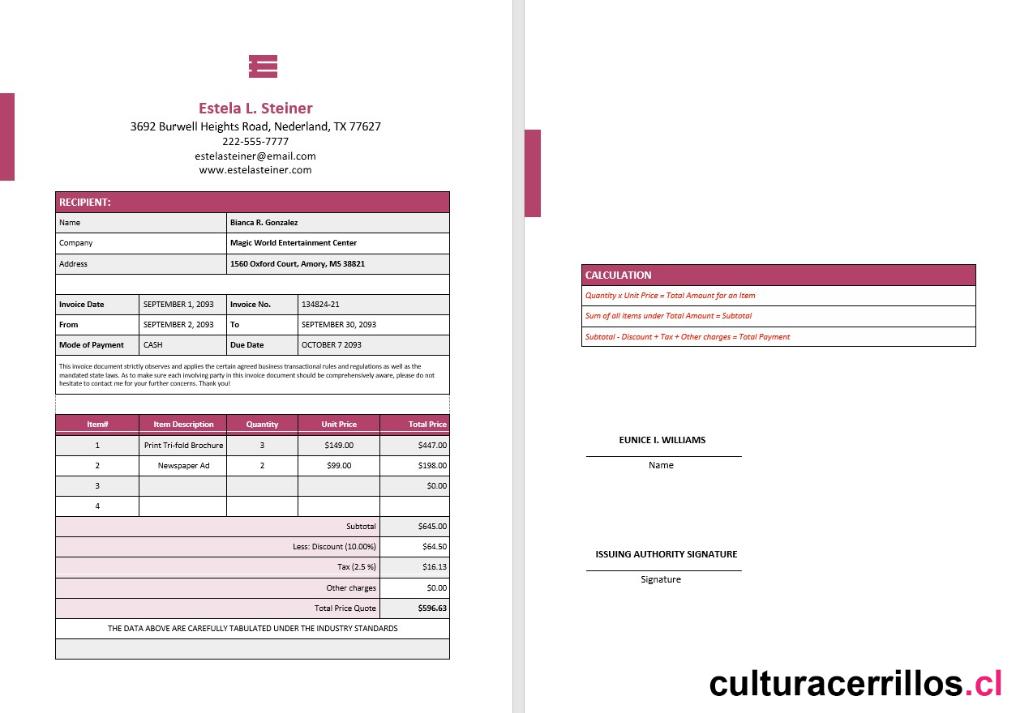 Estela L. Steiner
3692 Burwell Heights Road, Nederland, TX 77627
222-555-7777
estelasteiner@email.com
www.estelasteiner.com
RECIPIENT:
Name Bianca R. Gonzalez
Company Magic World Entertainment Center
Address 1560 Oxford Court, Amory, MS 38821
Invoice Date SEPTEMBER 1, 2093 Invoice No. 134824-21
From SEPTEMBER 2, 2093 To SEPTEMBER 30, 2093
Mode of Payment CASH Due Date OCTOBER 7 2093
This invoice document strictly observes and applies the certain agreed business transactional rules and regulations as well as the
mandated state laws. As to make sure each involving party in this invoice document should be comprehensively aware, please do not
hesitate to contact me for your further concerns. Thank you!
Item# Item Description Quantity Unit Price Total Price
1 Print Tri-fold Brochure 3 $149.00 $447.00
2 Newspaper Ad 2 $99.00 $198.00
3 $0.00
4
Subtotal $645.00
Less: Discount (10.00%) $64.50
Tax (2.5 %) $16.13
Other charges $0.00
Total Price Quote $596.63
THE DATA ABOVE ARE CAREFULLY TABULATED UNDER THE INDUSTRY STANDARDS
CALCULATION
Quantity x Unit Price = Total Amount for an Item
Sum of all items under Total Amount = Subtotal
Subtotal - Discount + Tax + Other charges = Total Payment
EUNICE I. WILLIAMS
Name
ISSUING AUTHORITY SIGNATURE
Signature
culturacerrillos.cl